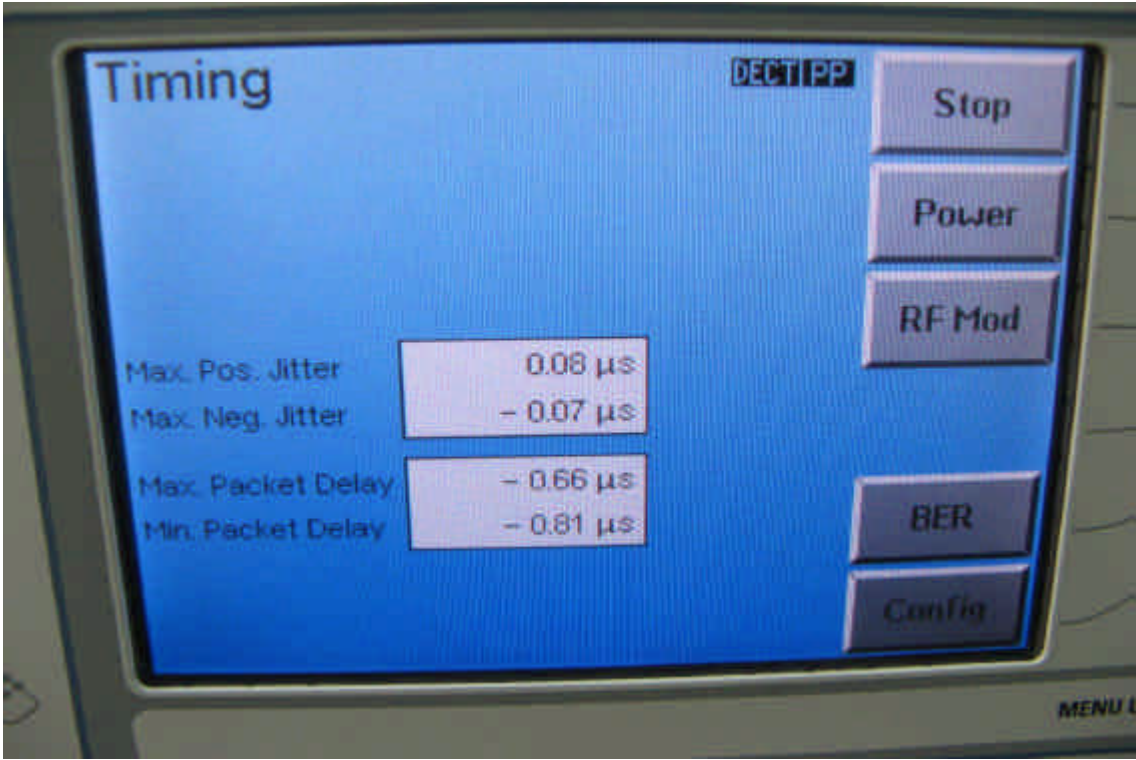 Timing
DECT PP
Stop
Power
RF Mod
Max. Pos. Jitter 0.08 µs
Max. Neg. Jitter - 0.07 µs
Max. Packet Delay - 0.66 µs
Min. Packet Delay - 0.81 µs
BER
Config
MENU